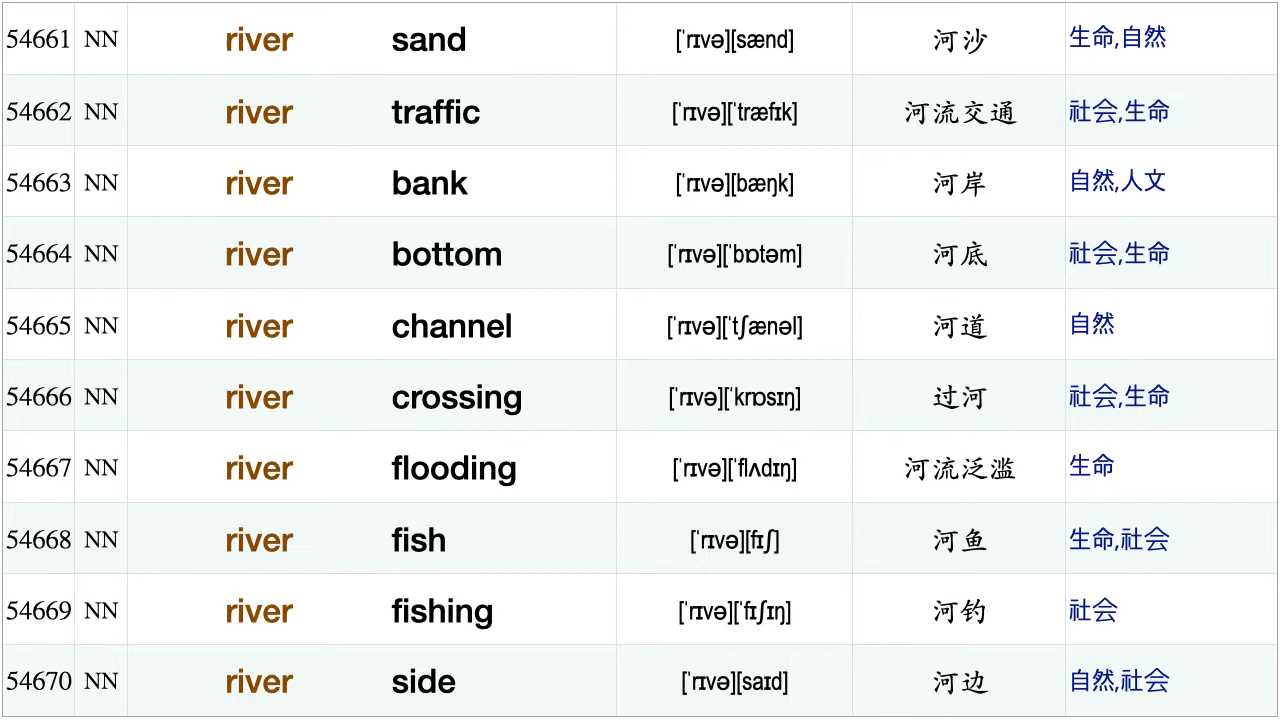 54661 NN river sand [ˈrɪvə][sænd] 河沙 生命,自然
54662 NN river traffic [ˈrɪvə][ˈtræfɪk] 河流交通 社会,生命
54663 NN river bank [ˈrɪvə][bæŋk] 河岸 自然,人文
54664 NN river bottom [ˈrɪvə][ˈbɒtəm] 河底 社会,生命
54665 NN river channel [ˈrɪvə][ˈtʃænəl] 河道 自然
54666 NN river crossing [ˈrɪvə][ˈkrɒsɪŋ] 过河 社会,生命
54667 NN river flooding [ˈrɪvə][ˈflʌdɪŋ] 河流泛滥 生命
54668 NN river fish [ˈrɪvə][fɪʃ] 河鱼 生命,社会
54669 NN river fishing [ˈrɪvə][ˈfɪʃɪŋ] 河钓 社会
54670 NN river side [ˈrɪvə][saɪd] 河边 自然,社会